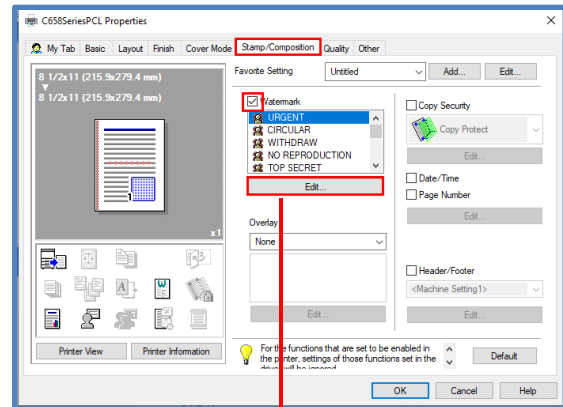 C658SeriesPCL Properties
My Tab Basic Layout Finish Cover Mode Stamp/Composition Quality Other
8 1/2x11 (215.9x279.4 mm)
8 1/2x11 (215.9x279.4 mm)
x1
Printer View Printer Information
Favorite Setting Untitled Add... Edit...
Watermark
URGENT
CIRCULAR
WITHDRAW
NO REPRODUCTION
TOP SECRET
Edit...
Overlay
None
Edit...
Copy Security
Copy Protect
Edit...
Date/Time
Page Number
Edit...
Header/Footer
<Machine Setting1>
Edit...
For the functions that are set to be enabled in
the printer, settings of those functions set in the
driver will be ignored
Default
OK Cancel Help